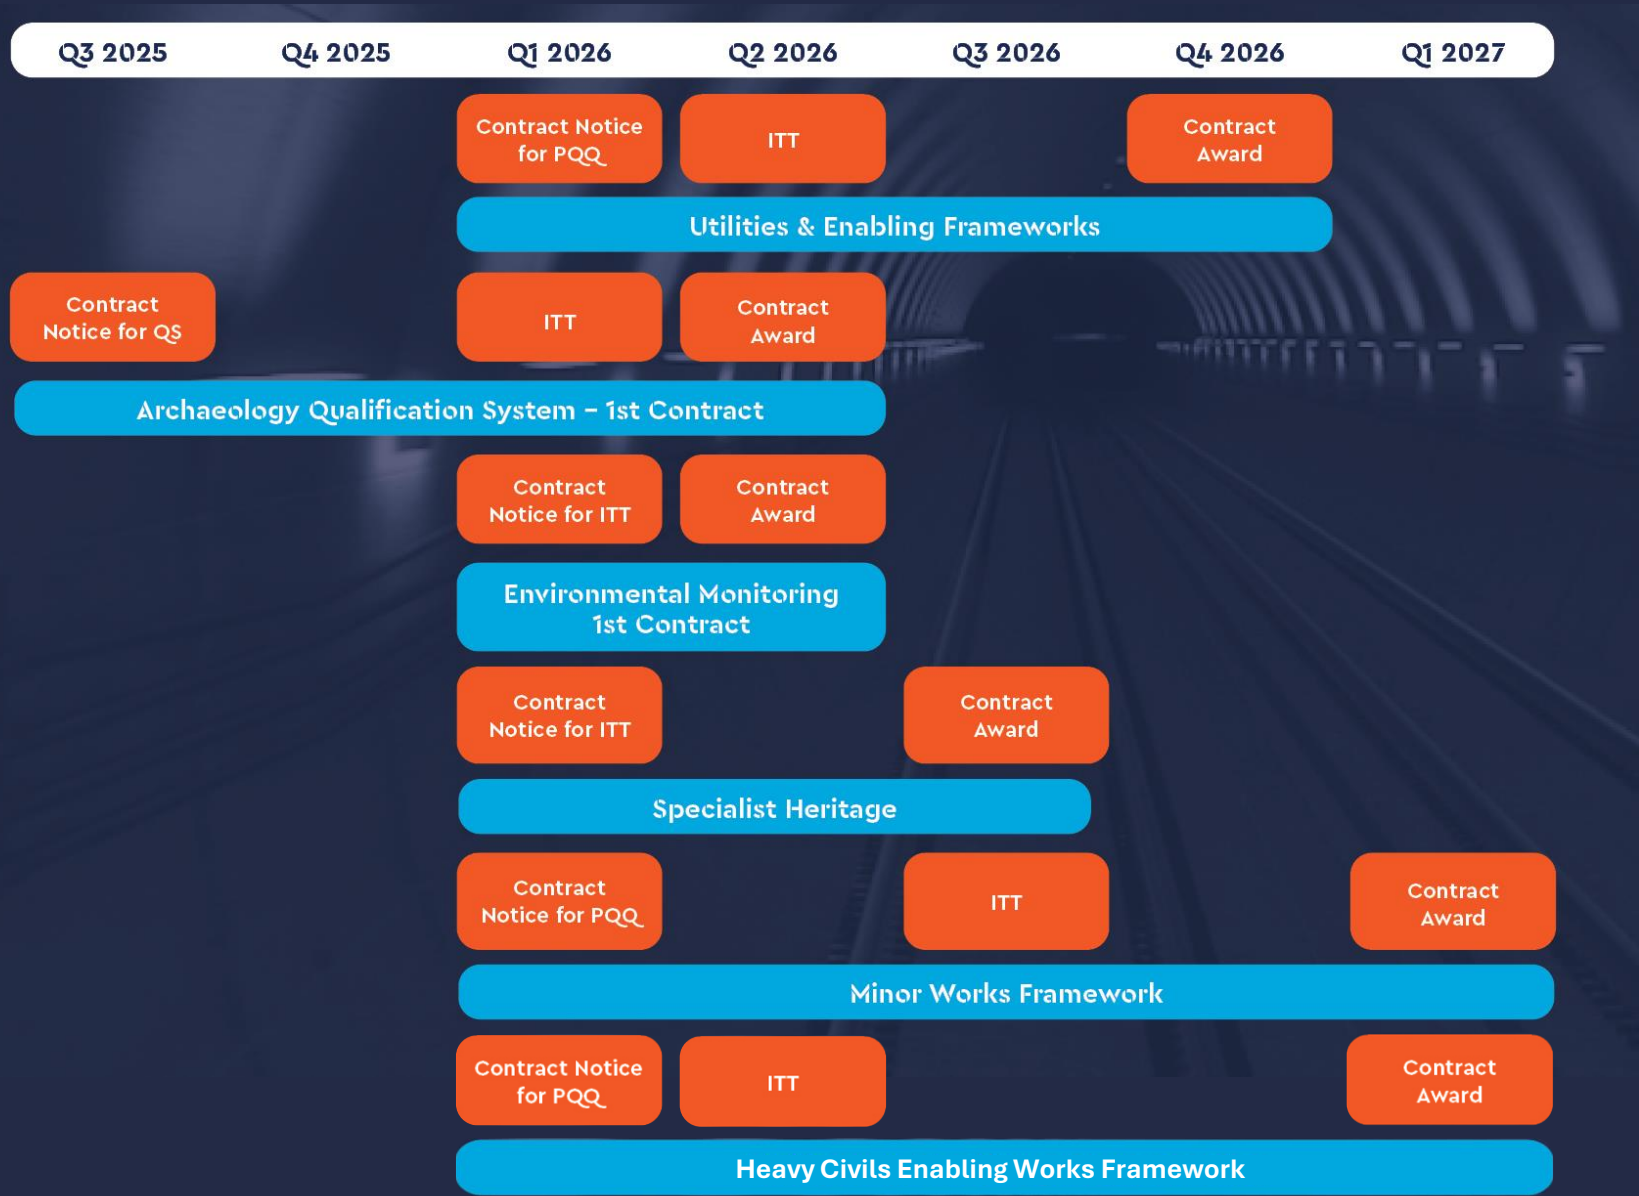 Q3 2025 Q4 2025 Q1 2026 Q2 2026 Q3 2026 Q4 2026 Q1 2027
Contract Notice
for PQQ
ITT
Contract
Award
Utilities & Enabling Frameworks
Contract
Notice for QS
ITT
Contract
Award
Archaeology Qualification System – 1st Contract
Contract
Notice for ITT
Contract
Award
Environmental Monitoring
1st Contract
Contract
Notice for ITT
Contract
Award
Specialist Heritage
Contract
Notice for PQQ
ITT
Contract
Award
Minor Works Framework
Contract Notice
for PQQ
ITT
Contract
Award
Heavy Civils Enabling Works Framework